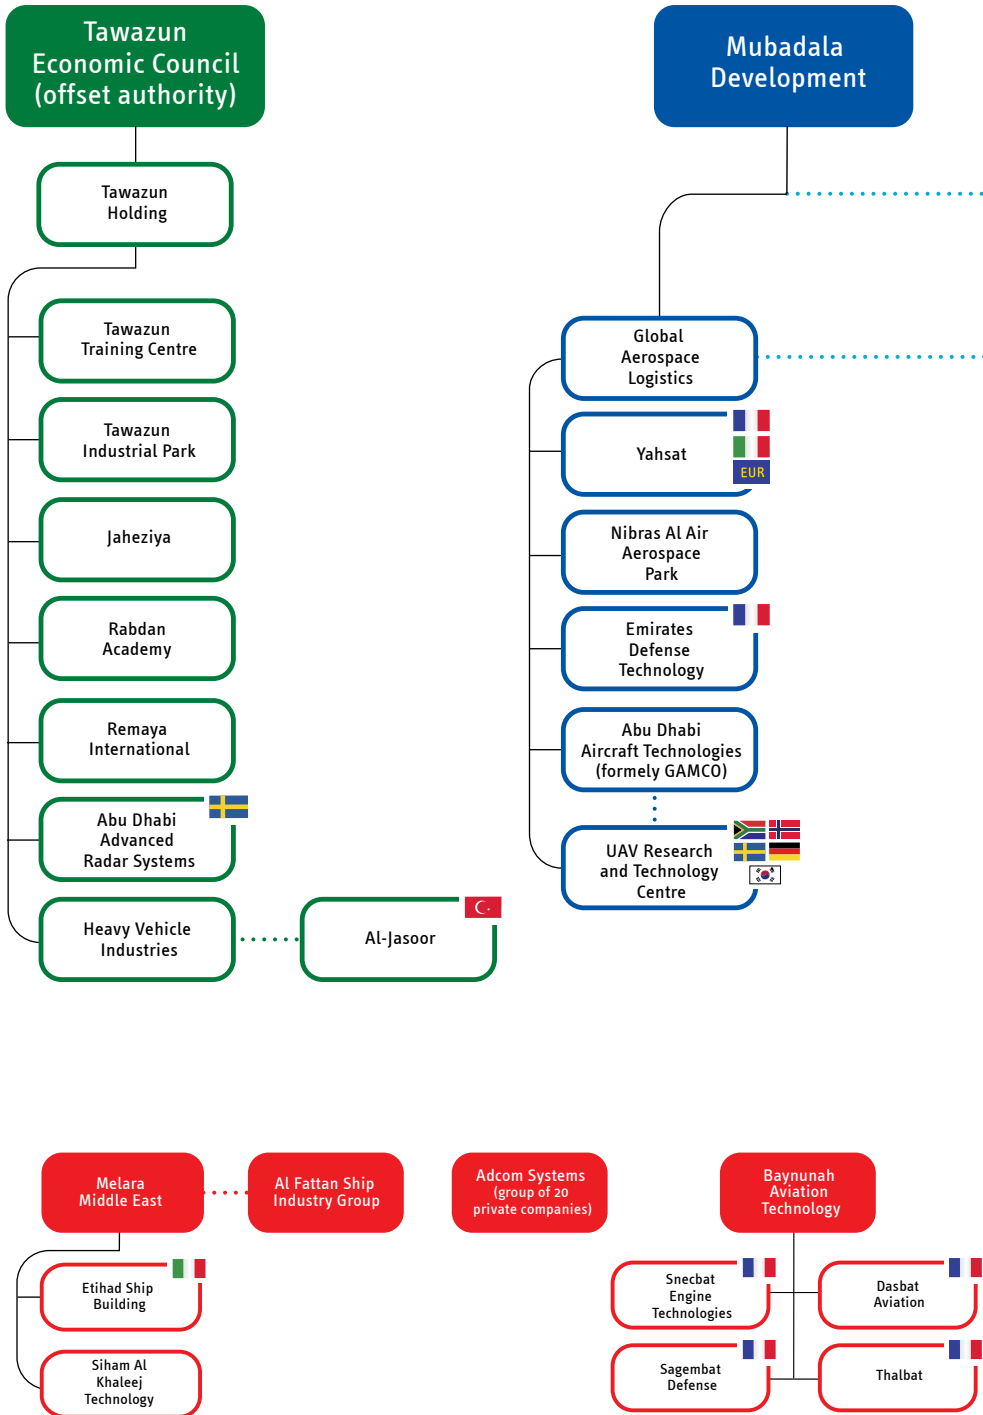 Tawazun
Economic Council
(offset authority)
Mubadala
Development
Tawazun
Holding
Tawazun
Training Centre
Tawazun
Industrial Park
Jaheziya
Rabdan
Academy
Remaya
International
Abu Dhabi
Advanced
Radar Systems
Heavy Vehicle
Industries
Al-Jasoor
Global
Aerospace
Logistics
Yahsat
EUR
Nibras Al Air
Aerospace
Park
Emirates
Defense
Technology
Abu Dhabi
Aircraft Technologies
(formely GAMCO)
UAV Research
and Technology
Centre
Melara
Middle East
Al Fattan Ship
Industry Group
Adcom Systems
(group of 20
private companies)
Baynunah
Aviation
Technology
Etihad Ship
Building
Siham Al
Khaleej
Technology
Snecbat
Engine
Technologies
Dasbat
Aviation
Sagembat
Defense
Thalbat